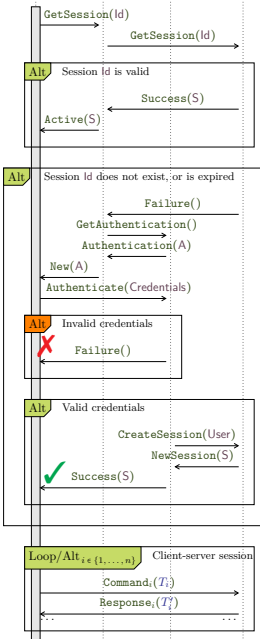 GetSession(Id)
GetSession(Id)
Alt Session Id is valid
Success(S)
Active(S)
Alt Session Id does not exist, or is expired
Failure()
GetAuthentication()
Authentication(A)
New(A)
Authenticate(Credentials)
Alt Invalid credentials
Failure()
Alt Valid credentials
CreateSession(User)
NewSession(S)
Success(S)
Loop/Alt i ∈ {1,...,n} Client-server session
Commandᵢ(Tᵢ)
Responseᵢ(Tᵢ′)
... ...